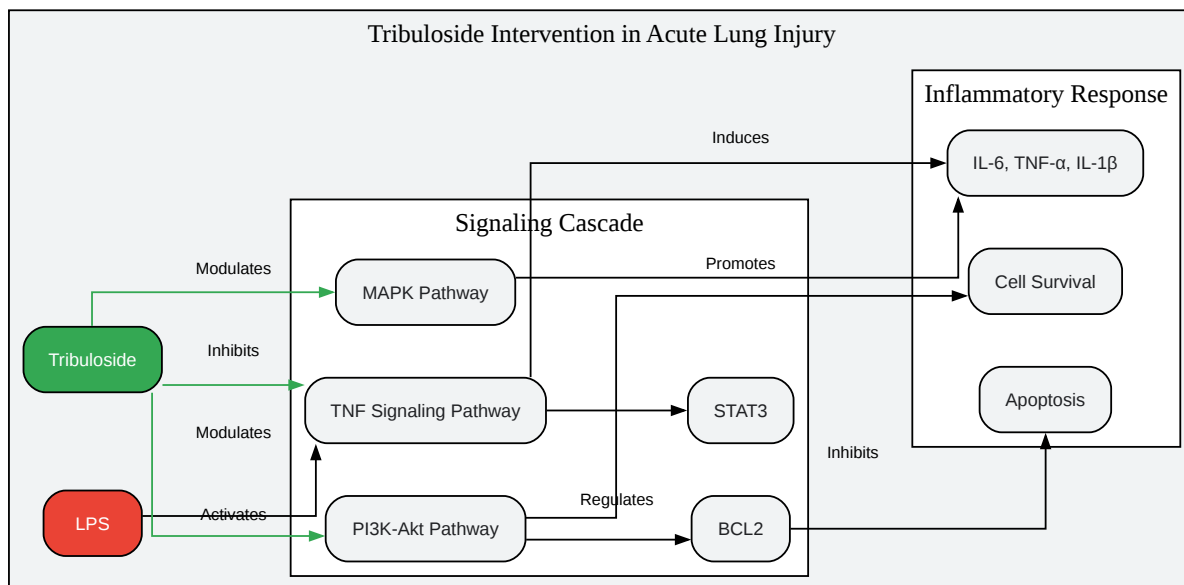 Tribuloside Intervention in Acute Lung Injury
Inflammatory Response
Induces
IL-6, TNF-α, IL-1β
Signaling Cascade
Modulates
MAPK Pathway
Promotes
Cell Survival
Tribuloside
Inhibits
TNF Signaling Pathway
STAT3
Apoptosis
Modulates
Inhibits
LPS
Activates
PI3K-Akt Pathway
Regulates
BCL2